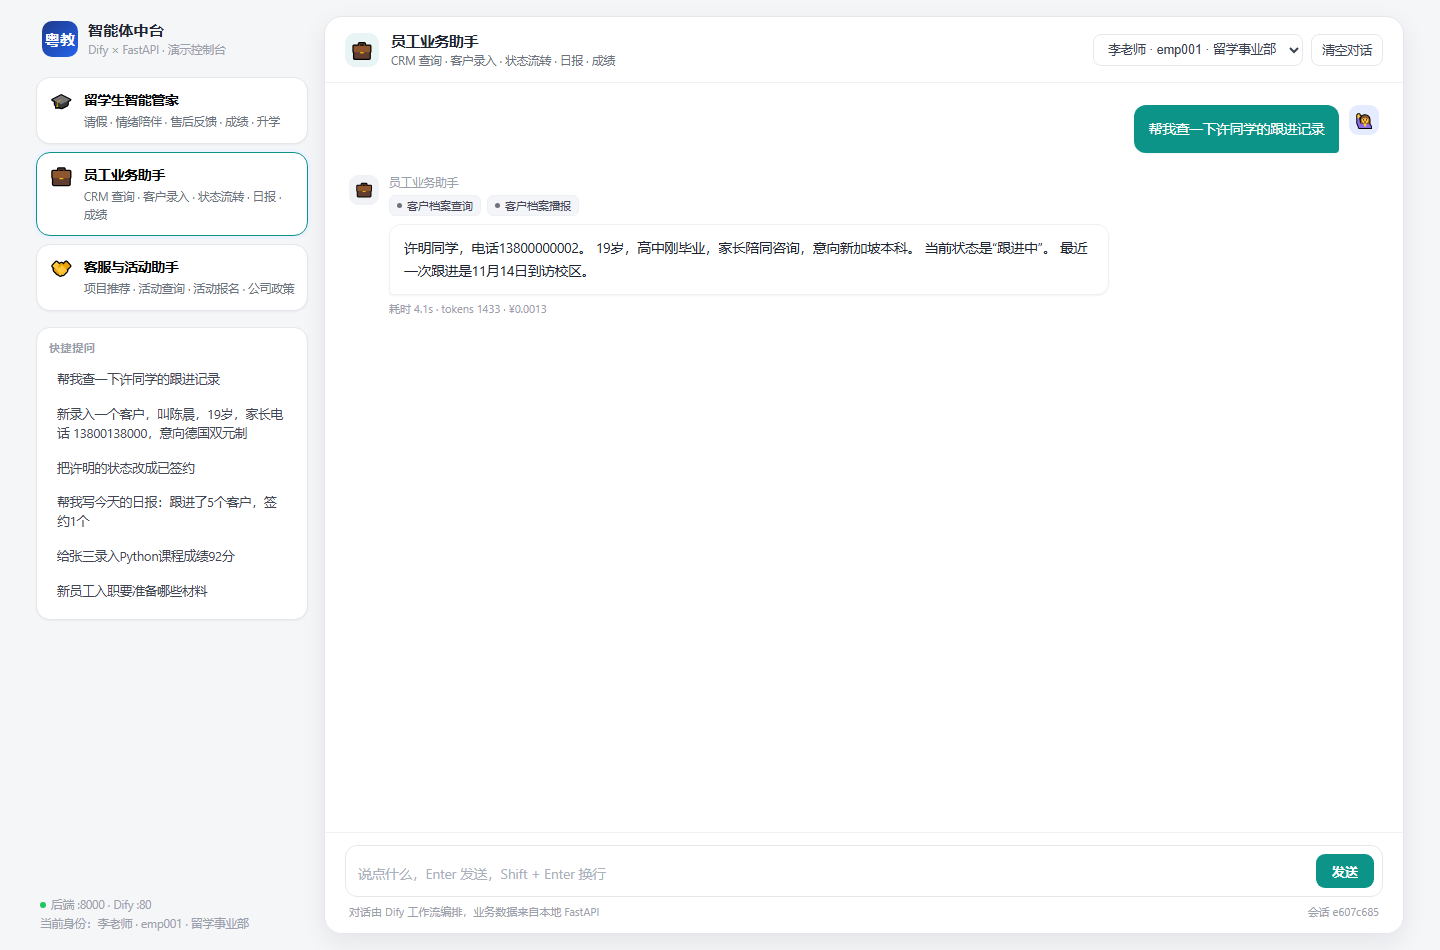 粤教
智能体中台
Dify × FastAPI · 演示控制台
留学生智能管家
请假 · 情绪陪伴 · 售后反馈 · 成绩 · 升学
员工业务助手
CRM 查询 · 客户录入 · 状态流转 · 日报 ·
成绩
客服与活动助手
项目推荐 · 活动查询 · 活动报名 · 公司政策
快捷提问
帮我查一下许同学的跟进记录
新录入一个客户，叫陈晨，19岁，家长电
话 13800138000，意向德国双元制
把许明的状态改成已签约
帮我写今天的日报：跟进了5个客户，签
约1个
给张三录入Python课程成绩92分
新员工入职要准备哪些材料
后端 :8000 · Dify :80
当前身份：李老师 · emp001 · 留学事业部
员工业务助手
CRM 查询 · 客户录入 · 状态流转 · 日报 · 成绩
李老师 · emp001 · 留学事业部
清空对话
帮我查一下许同学的跟进记录
员工业务助手
客户档案查询
客户档案播报
许明同学，电话13800000002。 19岁，高中刚毕业，家长陪同咨询，意向新加坡本科。 当前状态是“跟进中”。 最近
一次跟进是11月14日到访校区。
耗时 4.1s · tokens 1433 · ¥0.0013
说点什么，Enter 发送，Shift + Enter 换行
发送
对话由 Dify 工作流编排，业务数据来自本地 FastAPI
会话 e607c685